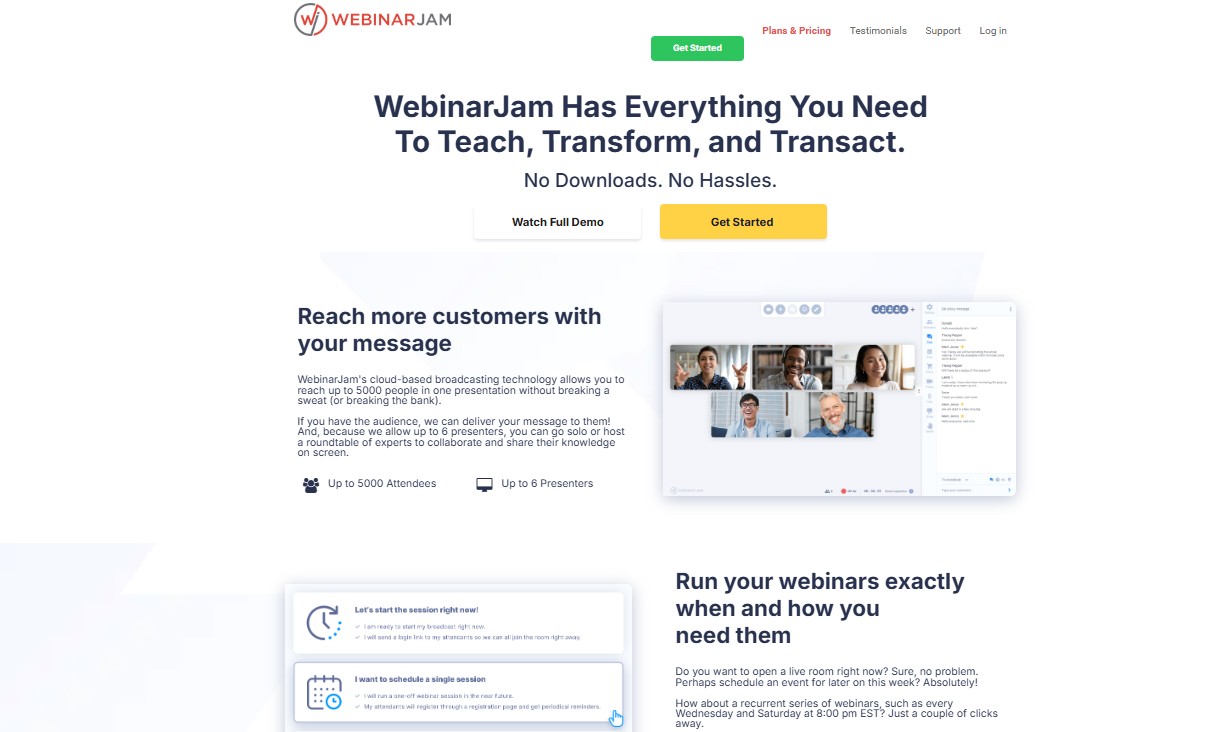 WEBINARJAM
Plans & Pricing
Testimonials
Support
Log in
Get Started
WebinarJam Has Everything You Need
To Teach, Transform, and Transact.
No Downloads. No Hassles.
Watch Full Demo
Get Started
Reach more customers with
your message
WebinarJam's cloud-based broadcasting technology allows you to
reach up to 5000 people in one presentation without breaking a
sweat (or breaking the bank).
If you have the audience, we can deliver your message to them!
And, because we allow up to 6 presenters, you can go solo or host
a roundtable of experts to collaborate and share their knowledge
on screen.
Up to 5000 Attendees
Up to 6 Presenters
Let's start the session right now!
I am ready to start my broadcast right now.
I will send a login link to my attendants so we can all join the room right away.
I want to schedule a single session
I will run a one-off webinar session in the near future.
My attendants will register through a registration page and get periodical reminders.
Run your webinars exactly
when and how you
need them
Do you want to open a live room right now? Sure, no problem.
Perhaps schedule an event for later on this week? Absolutely!
How about a recurrent series of webinars, such as every
Wednesday and Saturday at 8:00 pm EST? Just a couple of clicks
away.